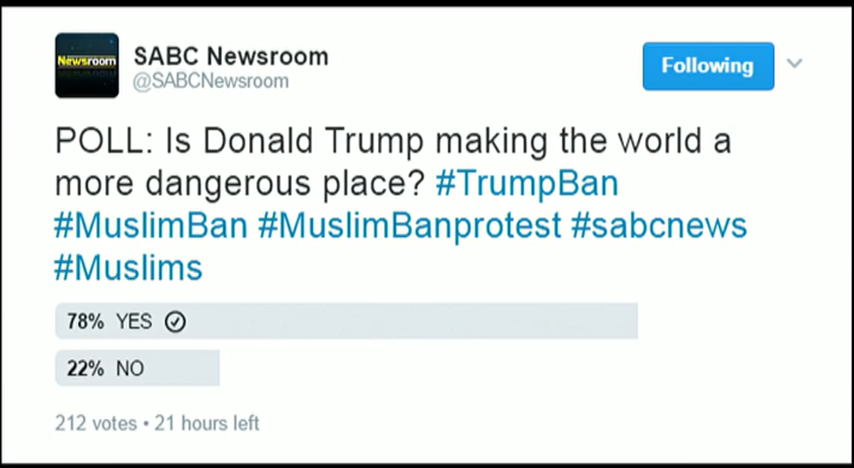 Newsroom
SABC Newsroom
@SABCNewsroom
Following
POLL: Is Donald Trump making the world a
more dangerous place? #TrumpBan
#MuslimBan #MuslimBanprotest #sabcnews
#Muslims
78% YES
22% NO
212 votes • 21 hours left